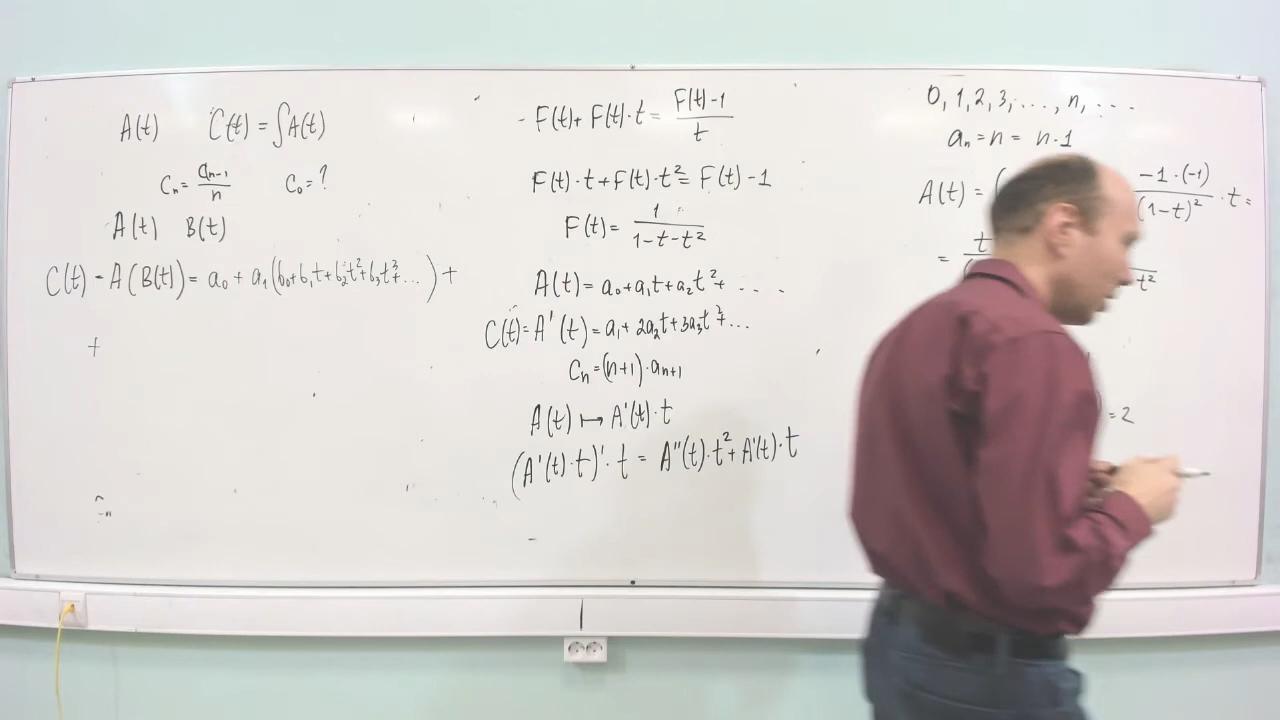 A(t) C(t) = ∫A(t)
Cₙ = aₙ₋₁/n C₀ = ?
A(t) B(t)
C(t) = A(B(t)) = a₀ + a₁(b₀+b₁t+b₂t²+b₃t³+...) +
+
F(t) + F(t)·t = (F(t)-1)/t
F(t)·t + F(t)·t² = F(t) - 1
F(t) = 1/(1-t-t²)
A(t) = a₀+a₁t+a₂t²+ ....
C(t) = A'(t) = a₁ + 2a₂t + 3a₃t²+...
Cₙ = (n+1)·aₙ₊₁
A(t) ↦ A'(t)·t
(A'(t)·t)'·t = A''(t)·t² + A'(t)·t
0, 1, 2, 3, ..., n, ...
aₙ = n = n·1
A(t) = ( -1·(-1)/(1-t)² · t =
= t
t²
= 2